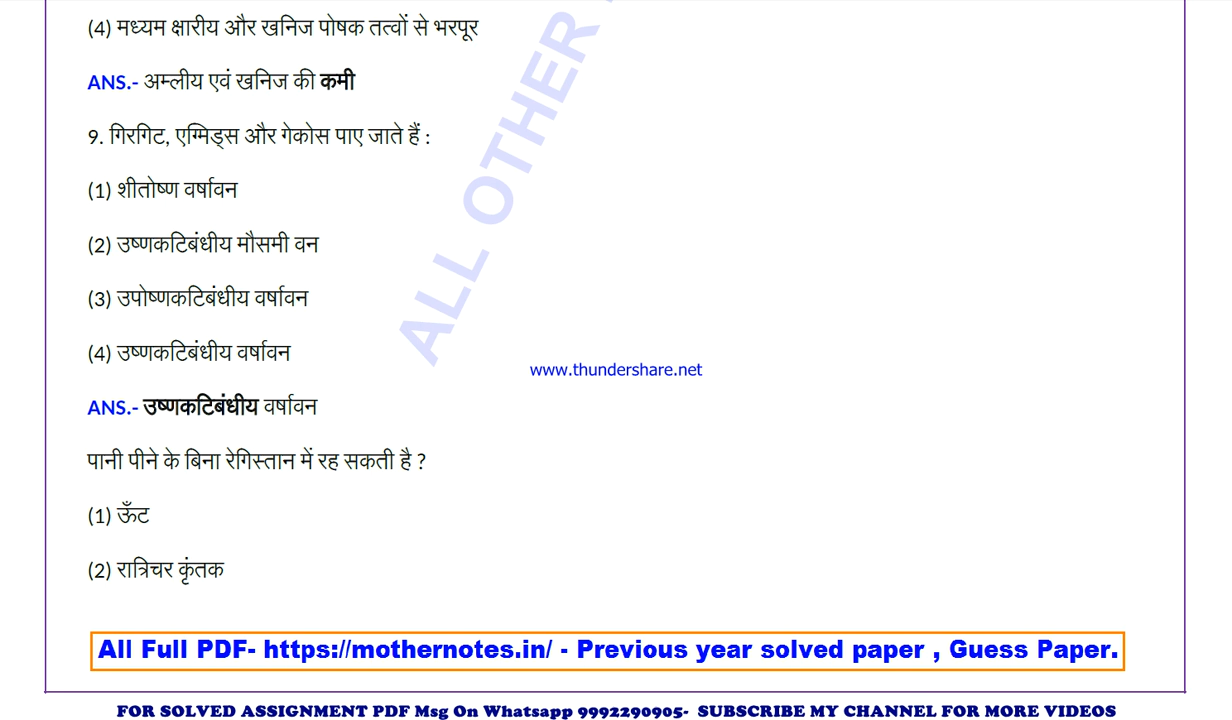 (4) मध्यम क्षारीय और खनिज पोषक तत्वों से भरपूर
ANS.- अम्लीय एवं खनिज की कमी
9. गिरगिट, एग्मिड्स और गेकोस पाए जाते हैं :
(1) शीतोष्ण वर्षावन
(2) उष्णकटिबंधीय मौसमी वन
(3) उपोष्णकटिबंधीय वर्षावन
(4) उष्णकटिबंधीय वर्षावन
www.thundershare.net
ANS.- उष्णकटिबंधीय वर्षावन
पानी पीने के बिना रेगिस्तान में रह सकती है ?
(1) ऊँट
(2) रात्रिचर कृंतक
ALL OTHER
All Full PDF- https://mothernotes.in/ - Previous year solved paper , Guess Paper.
FOR SOLVED ASSIGNMENT PDF Msg On Whatsapp 9992290905- SUBSCRIBE MY CHANNEL FOR MORE VIDEOS